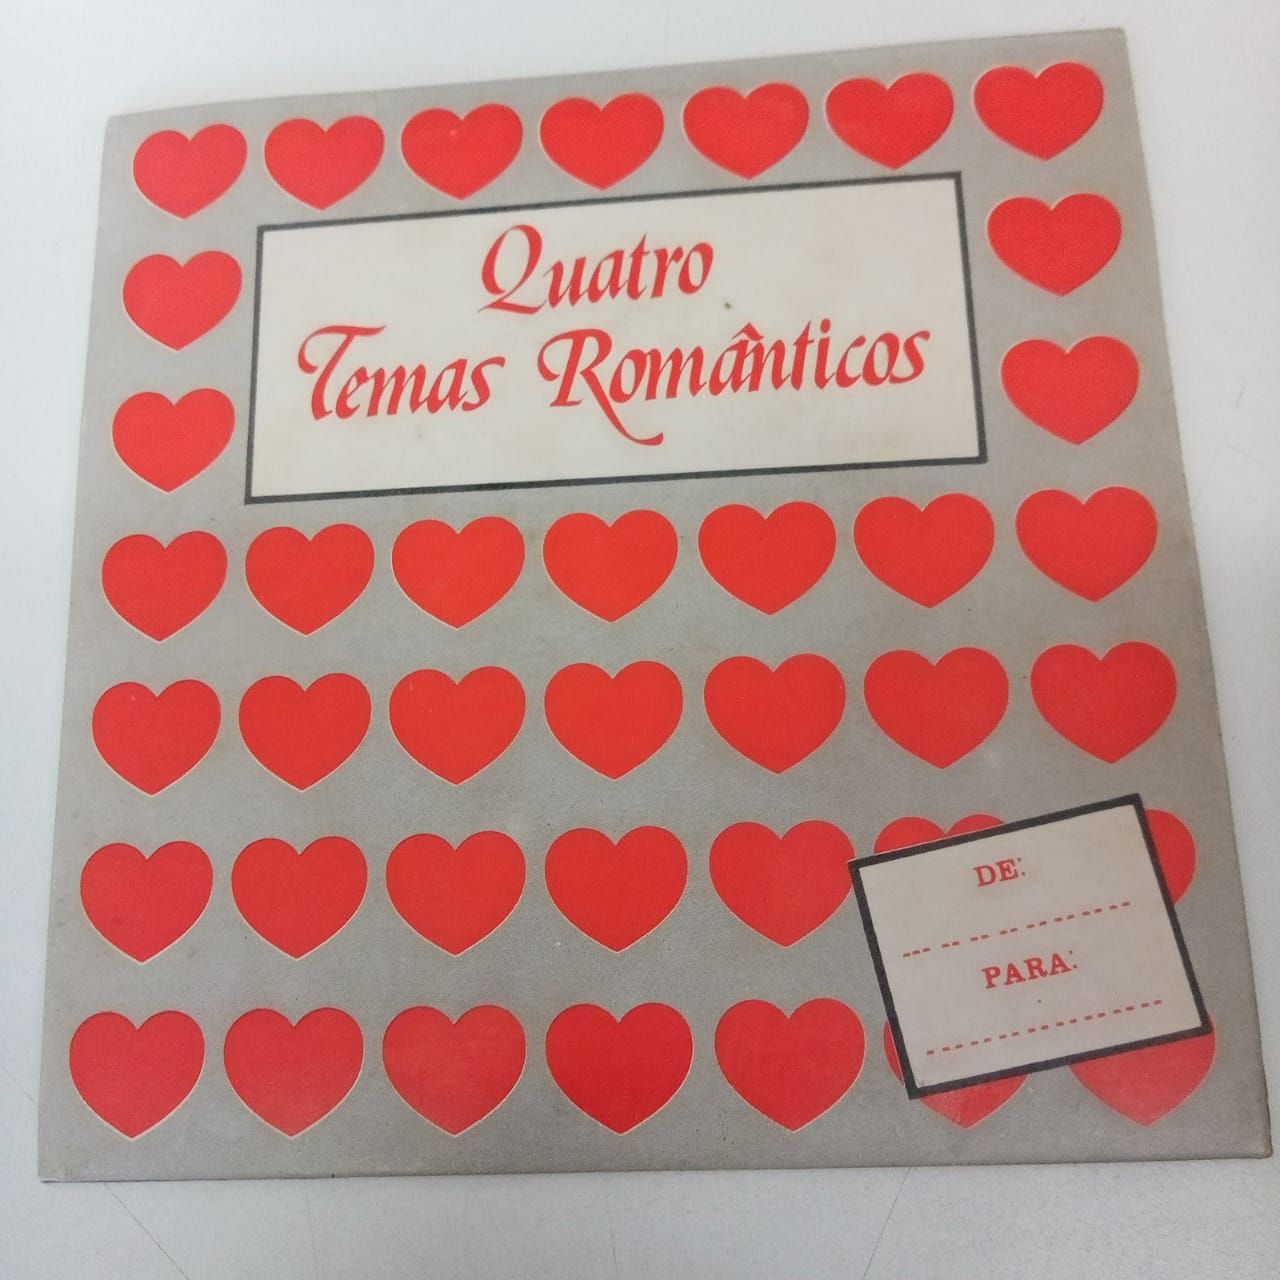 Quatro
Temas Românticos
DE:
PARA: